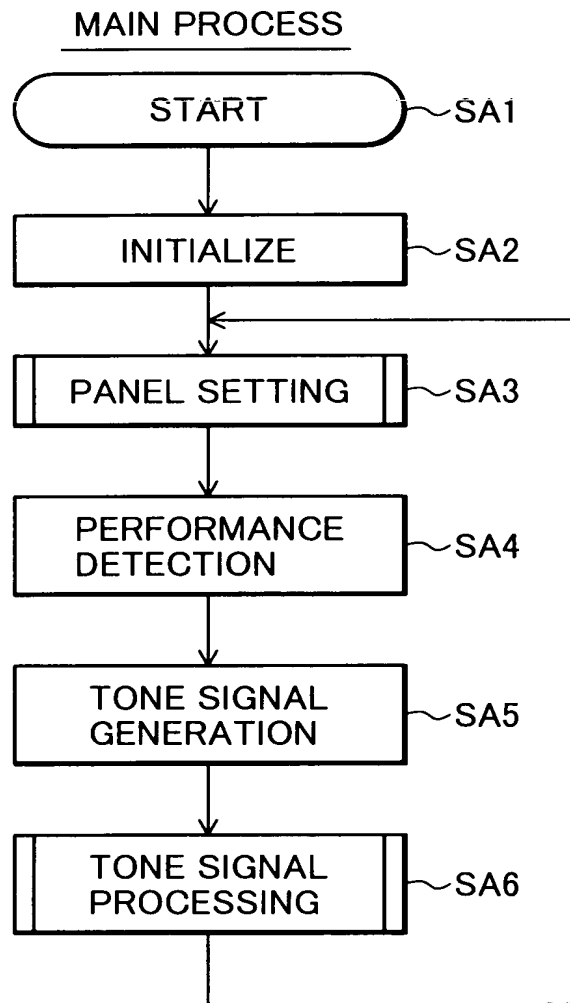 MAIN PROCESS
START
SA1
INITIALIZE
SA2
PANEL SETTING
SA3
PERFORMANCE
DETECTION
SA4
TONE SIGNAL
GENERATION
SA5
TONE SIGNAL
PROCESSING
SA6